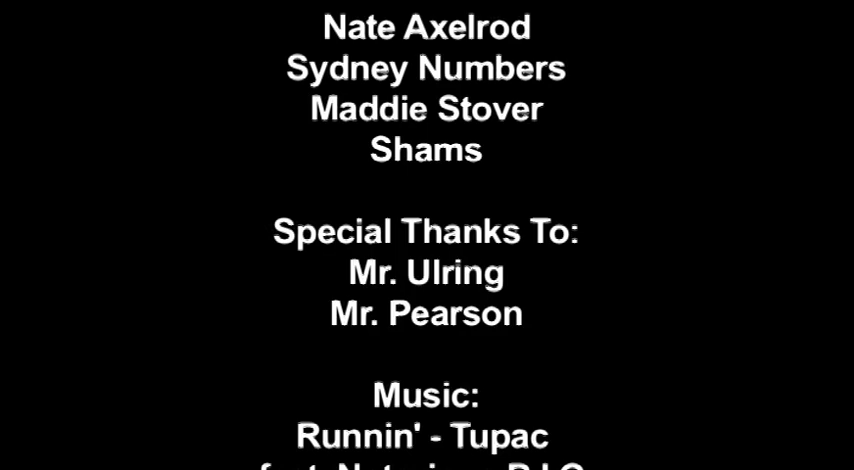 Nate Axelrod
Sydney Numbers
Maddie Stover
Shams
Special Thanks To:
Mr. Ulring
Mr. Pearson
Music:
Runnin' - Tupac